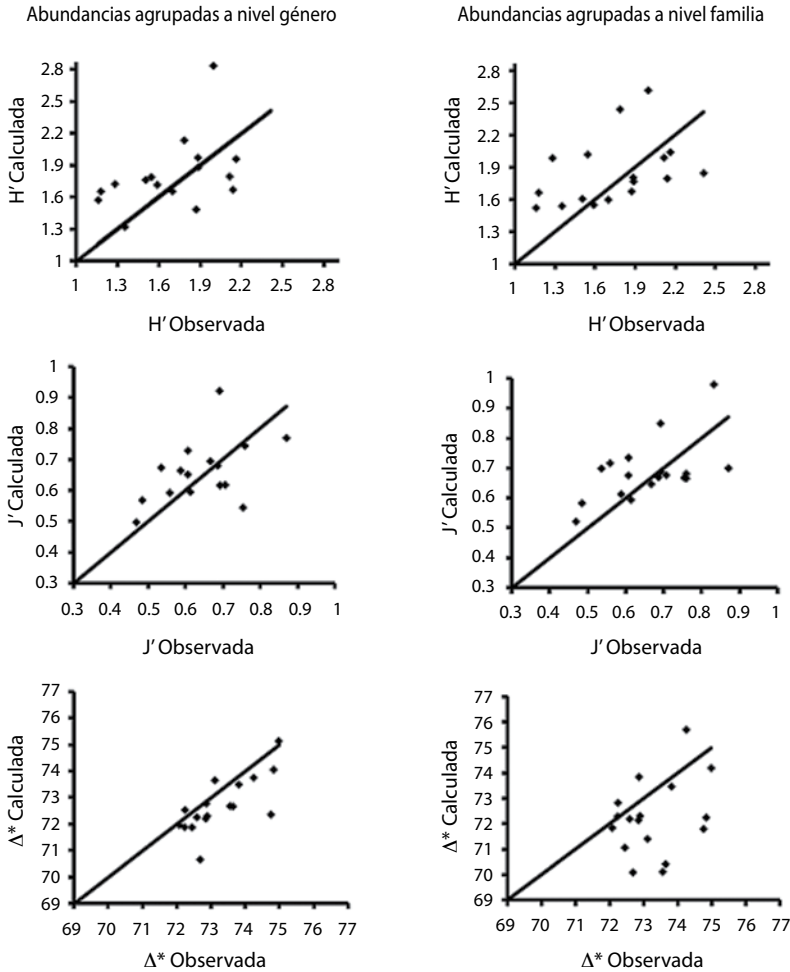 Abundancias agrupadas a nivel género
H' Calculada
2.8
2.5
2.2
1.9
1.6
1.3
1
1 1.3 1.6 1.9 2.2 2.5 2.8
H' Observada
Abundancias agrupadas a nivel familia
H' Calculada
2.8
2.5
2.2
1.9
1.6
1.3
1
1 1.3 1.6 1.9 2.2 2.5 2.8
H' Observada
J' Calculada
1
0.9
0.8
0.7
0.6
0.5
0.4
0.3
0.3 0.4 0.5 0.6 0.7 0.8 0.9 1
J' Observada
J' Calculada
1
0.9
0.8
0.7
0.6
0.5
0.4
0.3
0.3 0.4 0.5 0.6 0.7 0.8 0.9 1
J' Observada
Δ* Calculada
77
76
75
74
73
72
71
70
69
69 70 71 72 73 74 75 76 77
Δ* Observada
Δ* Calculada
77
76
75
74
73
72
71
70
69
69 70 71 72 73 74 75 76 77
Δ* Observada